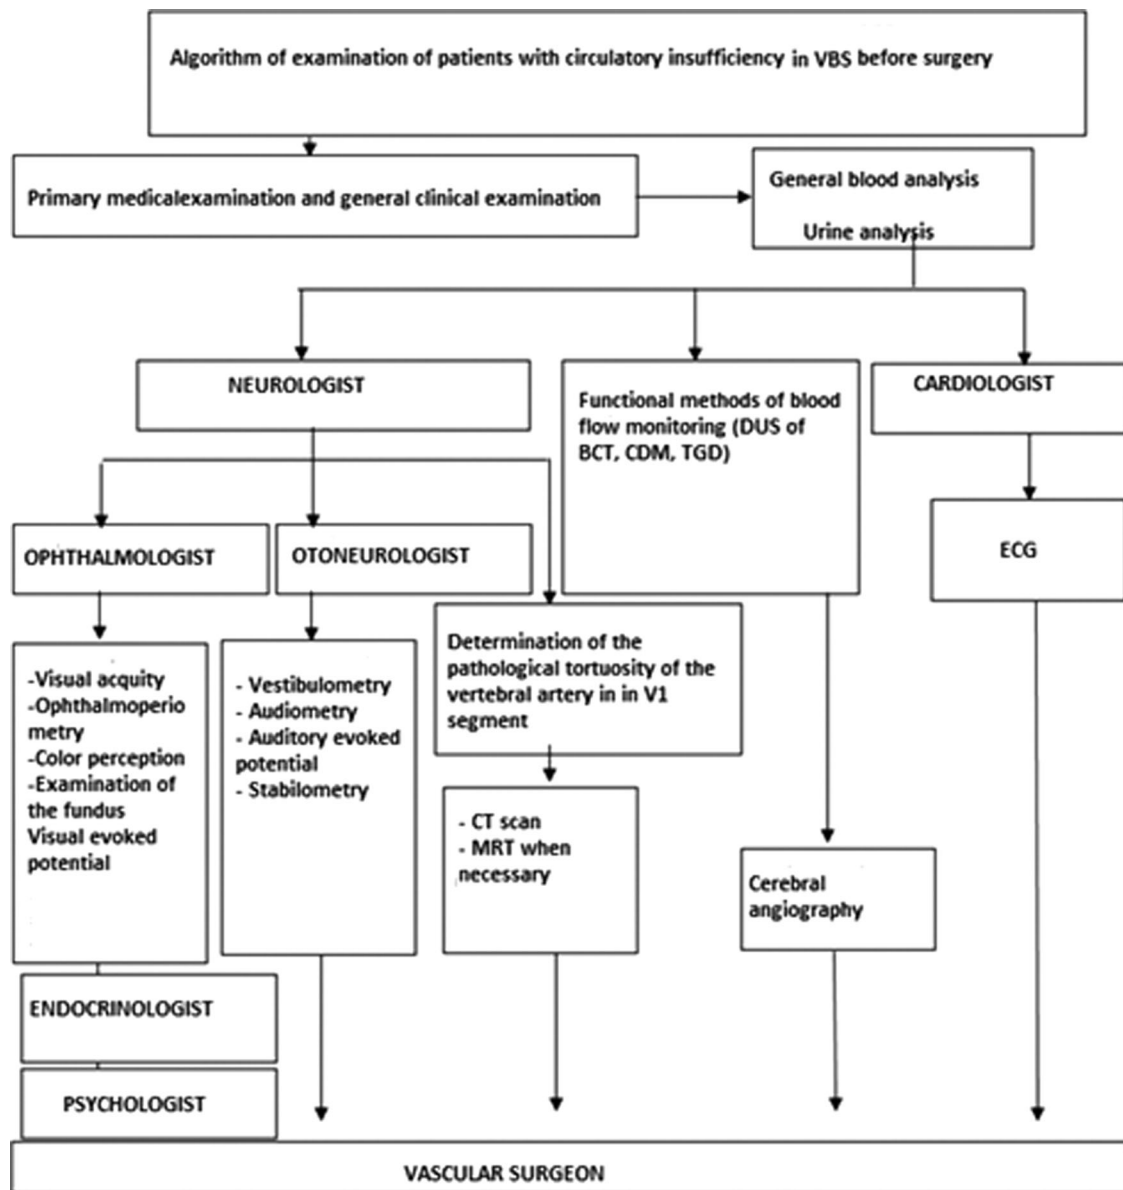 Algorithm of examination of patients with circulatory insufficiency in VBS before surgery
Primary medicalexamination and general clinical examination
General blood analysis
Urine analysis
NEUROLOGIST
Functional methods of blood
flow monitoring (DUS of
BCT, CDM, TGD)
CARDIOLOGIST
OPHTHALMOLOGIST
OTONEUROLOGIST
ECG
Determination of the
pathological tortuosity of the
vertebral artery in in V1
segment
-Visual acquity
-Ophthalmoperio
metry
-Color perception
-Examination of
the fundus
Visual evoked
potential
- Vestibulometry
- Audiometry
- Auditory evoked
potential
- Stabilometry
- CT scan
- MRT when
necessary
Cerebral
angiography
ENDOCRINOLOGIST
PSYCHOLOGIST
VASCULAR SURGEON